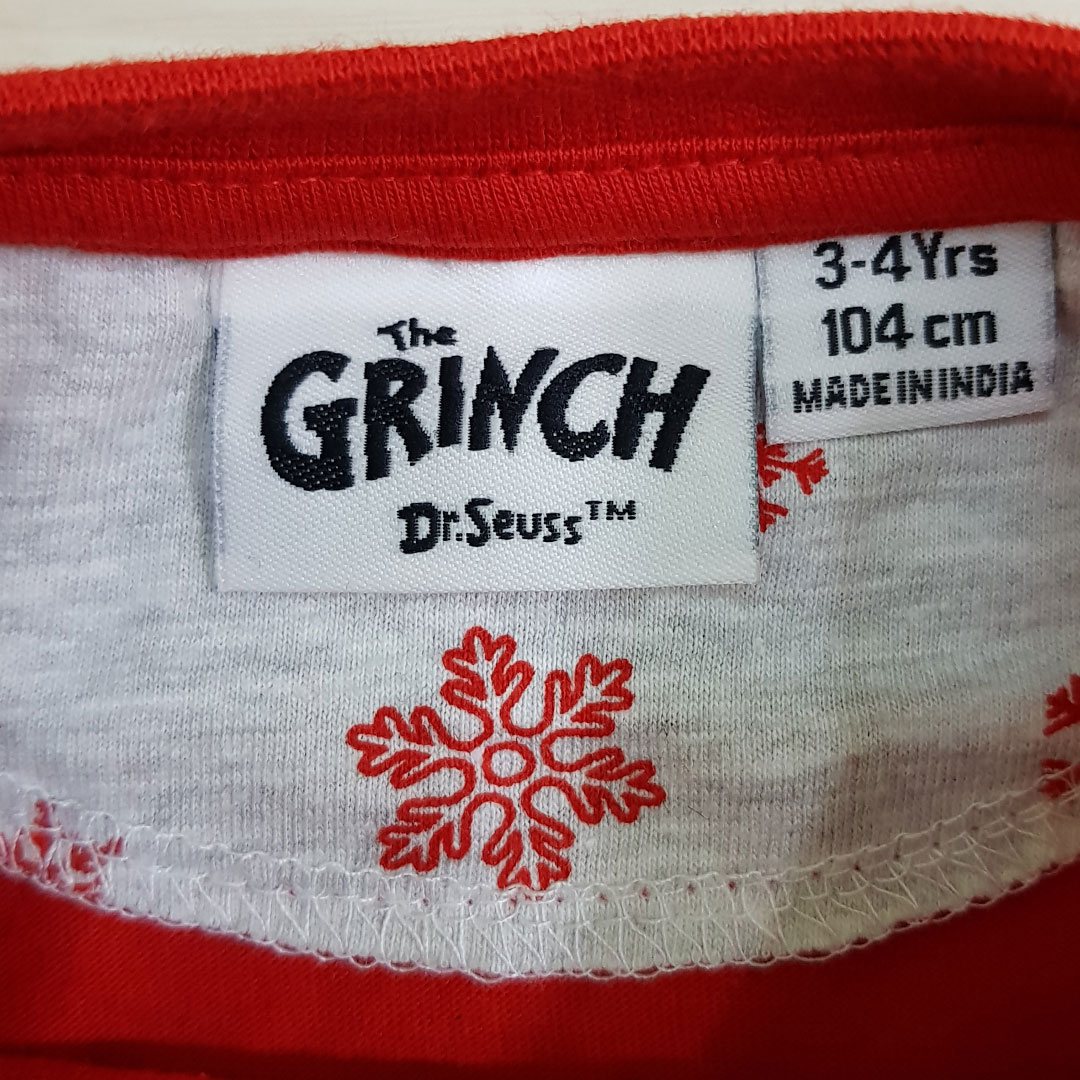 The
GRINCH
Dr.Seuss™
3-4Yrs
104 cm
MADE IN INDIA